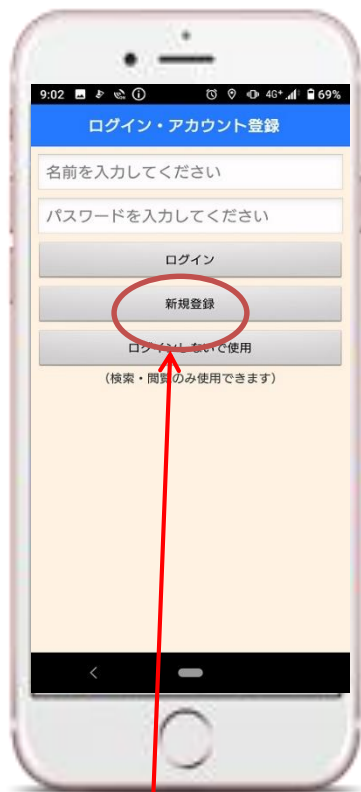 9:02 4G+ 69%
ログイン・アカウント登録
名前を入力してください
パスワードを入力してください
ログイン
新規登録
ログインしないで使用
(検索・閲覧のみ使用できます)